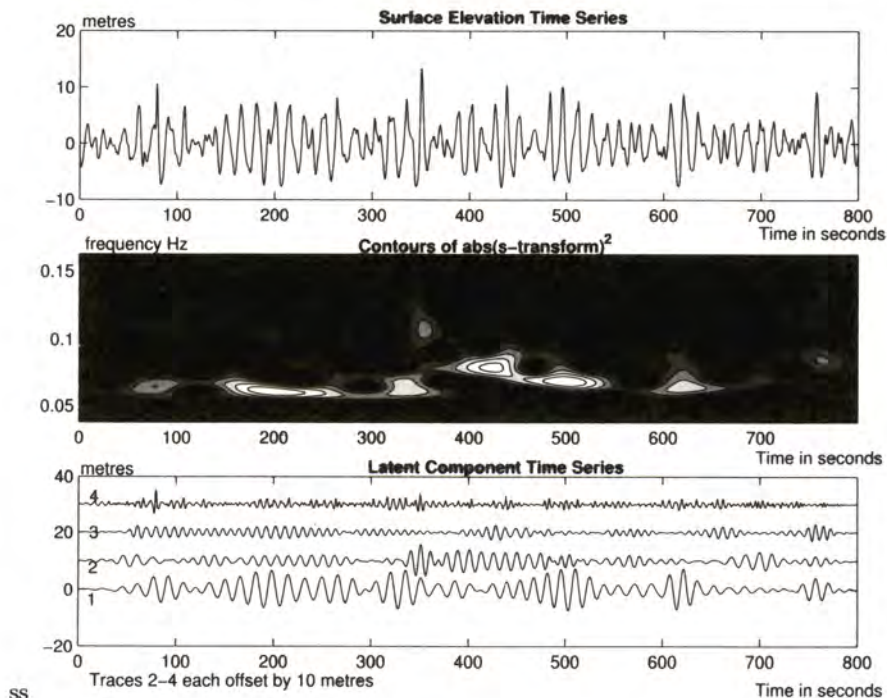 Surface Elevation Time Series
metres
20
10
0
−10
0 100 200 300 400 500 600 700 800
Time in seconds
frequency Hz
Contours of abs(s−transform)2
0.15
0.1
0.05
0 100 200 300 400 500 600 700
Time in seconds
Latent Component Time Series
metres
40
20
0
−20
4
3
2
1
0 100 200 300 400 500 600 700 800
Traces 2−4 each offset by 10 metres
Time in seconds
ss